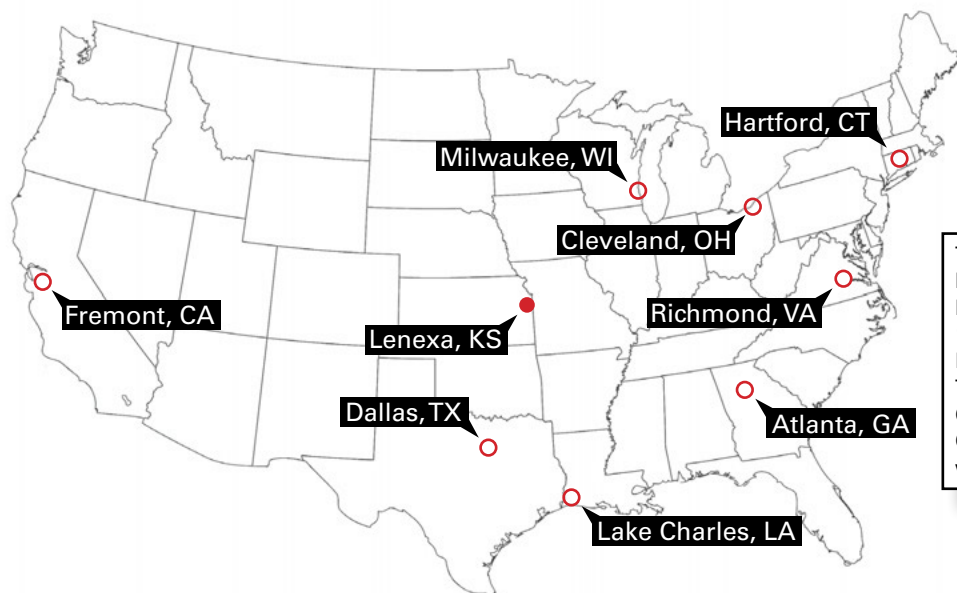 Hartford, CT
Milwaukee, WI
Cleveland, OH
Richmond, VA
Fremont, CA
Lenexa, KS
Dallas, TX
Atlanta, GA
Lake Charles, LA